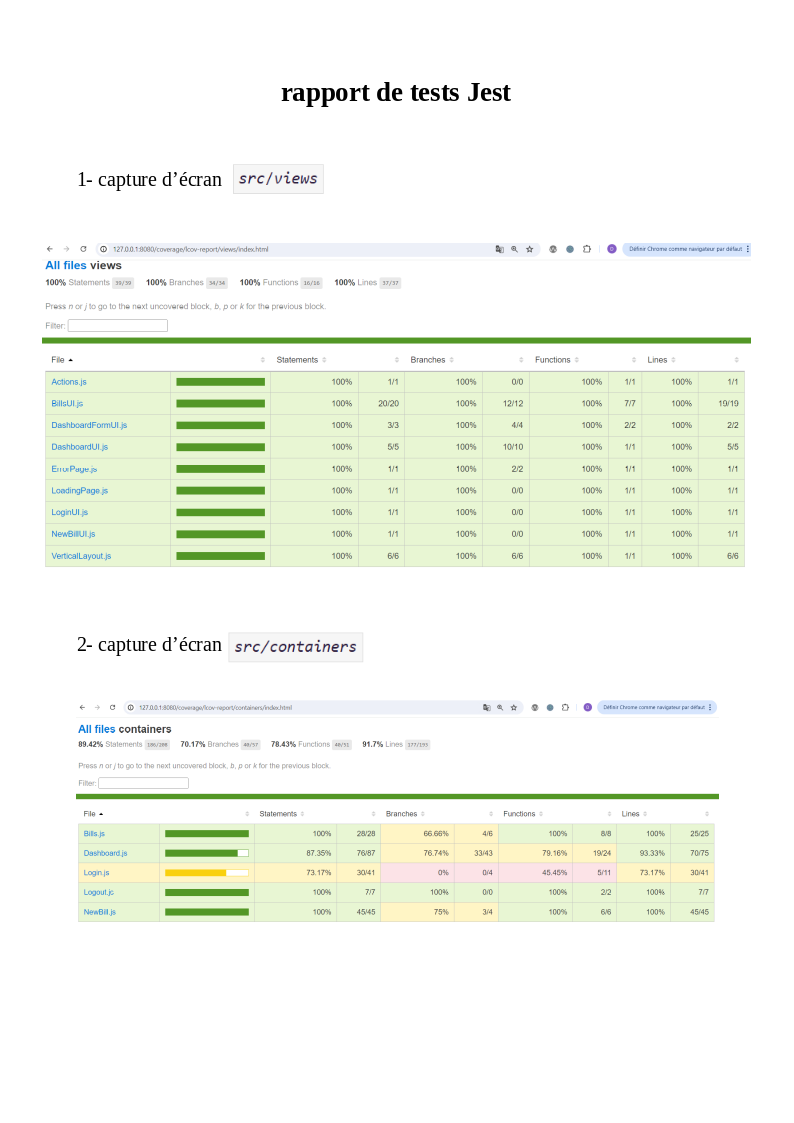 rapport de tests Jest
1- capture d’écran src/views
127.0.0.1:8080/coverage/lcov-report/views/index.html
Définir Chrome comme navigateur par défaut
All files views
100% Statements 39/39 100% Branches 34/34 100% Functions 16/16 100% Lines 37/37
Press n or j to go to the next uncovered block, b, p or k for the previous block.
Filter:
File Statements Branches Functions Lines
Actions.js 100% 1/1 100% 0/0 100% 1/1 100% 1/1
BillsUI.js 100% 20/20 100% 12/12 100% 7/7 100% 19/19
DashboardFormUI.js 100% 3/3 100% 4/4 100% 2/2 100% 2/2
DashboardUI.js 100% 5/5 100% 10/10 100% 1/1 100% 5/5
ErrorPage.js 100% 1/1 100% 2/2 100% 1/1 100% 1/1
LoadingPage.js 100% 1/1 100% 0/0 100% 1/1 100% 1/1
LoginUI.js 100% 1/1 100% 0/0 100% 1/1 100% 1/1
NewBillUI.js 100% 1/1 100% 0/0 100% 1/1 100% 1/1
VerticalLayout.js 100% 6/6 100% 6/6 100% 1/1 100% 6/6
2- capture d’écran src/containers
127.0.0.1:8080/coverage/lcov-report/containers/index.html
Définir Chrome comme navigateur par défaut
All files containers
89.42% Statements 186/208 70.17% Branches 40/57 78.43% Functions 40/51 91.7% Lines 177/193
Press n or j to go to the next uncovered block, b, p or k for the previous block.
Filter:
File Statements Branches Functions Lines
Bills.js 100% 28/28 66.66% 4/6 100% 8/8 100% 25/25
Dashboard.js 87.35% 76/87 76.74% 33/43 79.16% 19/24 93.33% 70/75
Login.js 73.17% 30/41 0% 0/4 45.45% 5/11 73.17% 30/41
Logout.js 100% 7/7 100% 0/0 100% 2/2 100% 7/7
NewBill.js 100% 45/45 75% 3/4 100% 6/6 100% 45/45